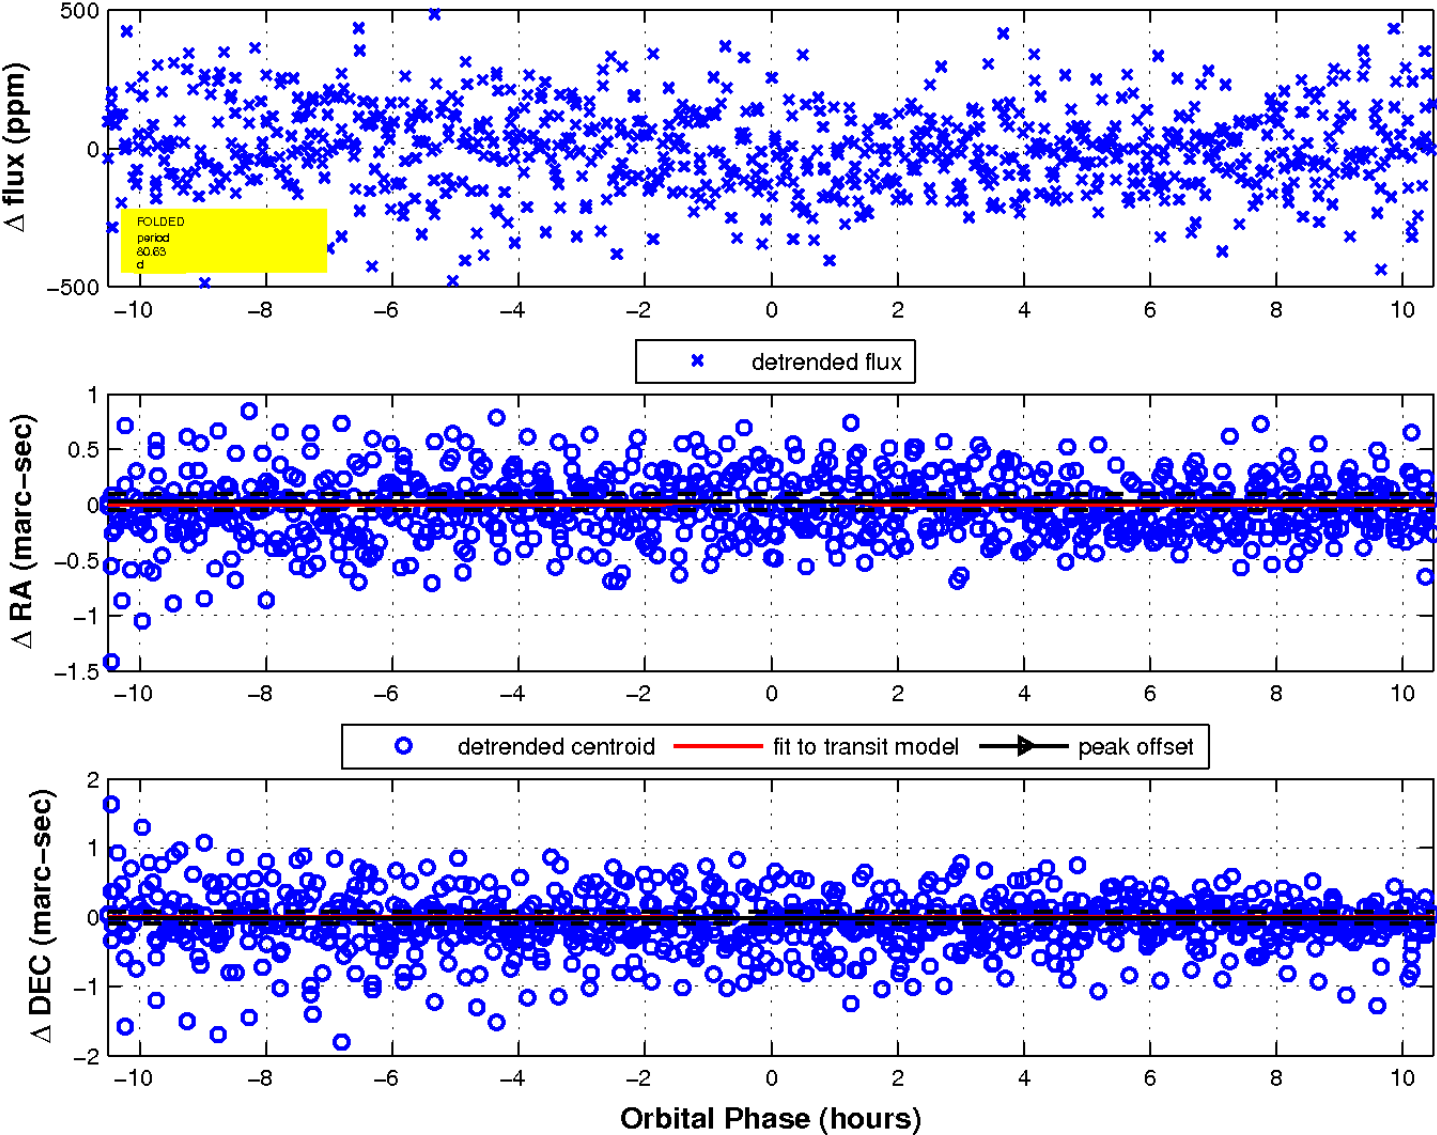 500
0
−500
Δ flux (ppm)
FOLDED
period
80.63
d
−10 −8 −6 −4 −2 0 2 4 6 8 10
detrended flux
1
0.5
0
−0.5
−1
−1.5
Δ RA (marc−sec)
−10 −8 −6 −4 −2 0 2 4 6 8 10
detrended centroid fit to transit model peak offset
2
1
0
−1
−2
Δ DEC (marc−sec)
−10 −8 −6 −4 −2 0 2 4 6 8 10
Orbital Phase (hours)